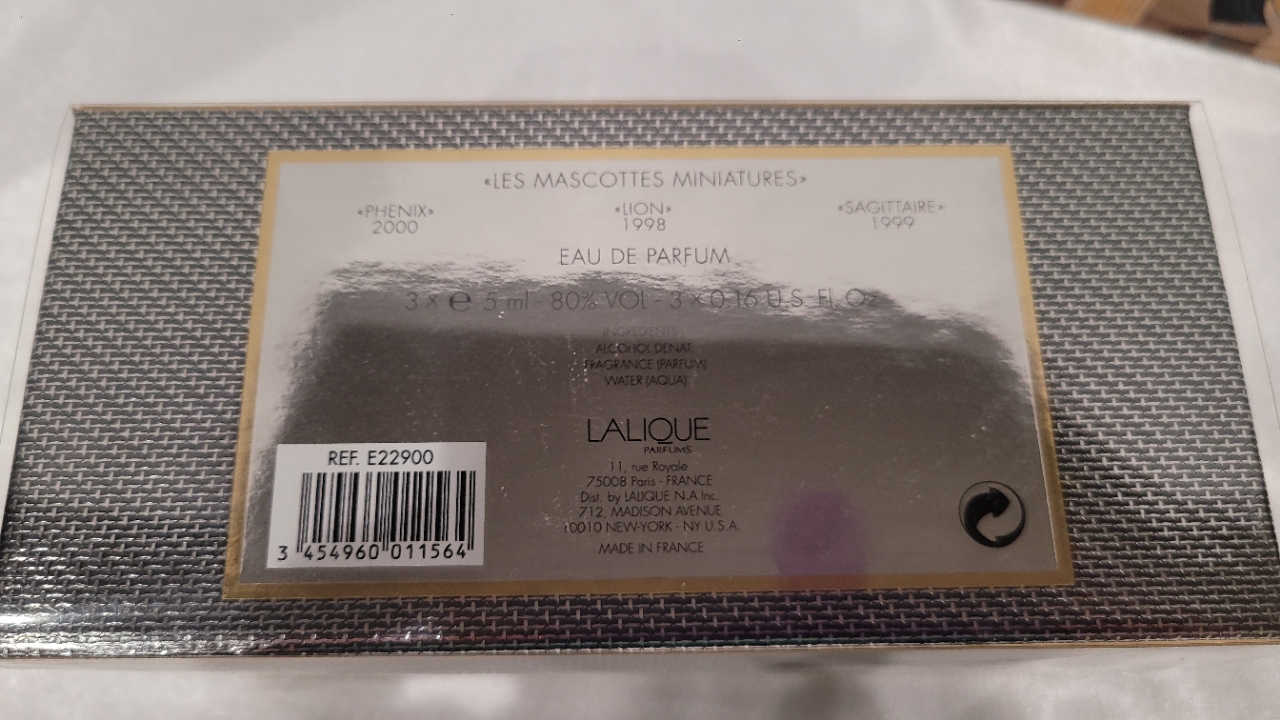 «LES MASCOTTES MINIATURES»
«PHENIX» «LION» «SAGITTAIRE»
2000 1998 1999
EAU DE PARFUM
3 x ℮ 5 ml - 80% VOL - 3 x 0.16 U.S. Fl. Oz
INGREDIENTS
ALCOHOL DENAT.
FRAGRANCE (PARFUM)
WATER (AQUA)
LALIQUE
PARFUMS
11, rue Royale
75008 Paris - FRANCE
Dist. by LALIQUE N.A.Inc.
712, MADISON AVENUE
10010 NEW-YORK - NY U.S.A.
MADE IN FRANCE
REF. E22900
3 454960 011564